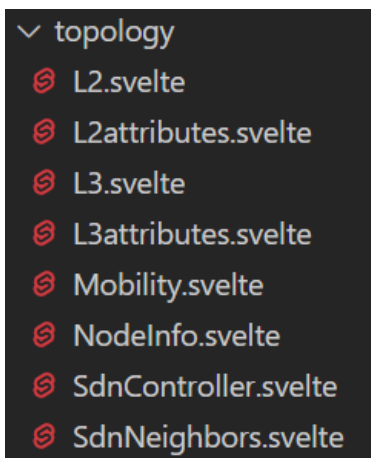 topology
L2.svelte
L2attributes.svelte
L3.svelte
L3attributes.svelte
Mobility.svelte
NodeInfo.svelte
SdnController.svelte
SdnNeighbors.svelte